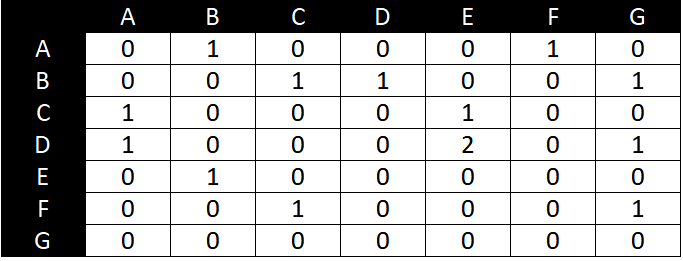 A B C D E F G
A 0 1 0 0 0 1 0
B 0 0 1 1 0 0 1
C 1 0 0 0 1 0 0
D 1 0 0 0 2 0 1
E 0 1 0 0 0 0 0
F 0 0 1 0 0 0 1
G 0 0 0 0 0 0 0